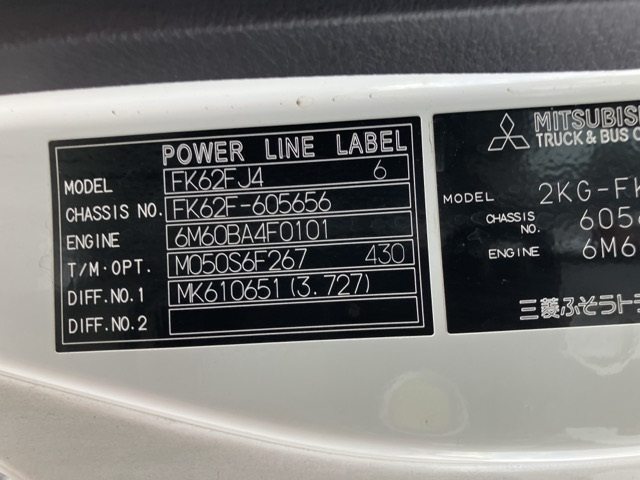 POWER LINE LABEL
MODEL FK62FJ4 6
CHASSIS NO. FK62F-605656
ENGINE 6M60BA4F0101
T/M·OPT. M050S6F267 430
DIFF.NO.1 MK610651(3.727)
DIFF.NO.2
MITSUBIS
TRUCK & BUS C
MODEL 2KG-FK
CHASSIS NO. 605
ENGINE 6M6
三菱ふそうト